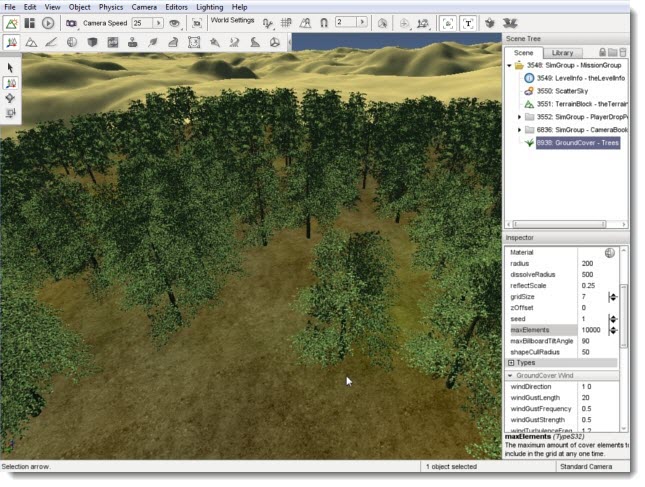 File Edit View Object Physics Camera Editors Lighting Help
Camera Speed 25 World Settings 2
Scene Tree
Scene Library
3548: SimGroup - MissionGroup
3549: LevelInfo - theLevelInfo
3550: ScatterSky
3551: TerrainBlock - theTerrain
3552: SimGroup - PlayerDropPo
6836: SimGroup - CameraBook
8938: GroundCover - Trees
Inspector
Material
radius 200
dissolveRadius 500
reflectScale 0.25
gridSize 7
zOffset 0
seed 1
maxElements 10000
maxBillboardTiltAngle 90
shapeCullRadius 50
Types
GroundCover Wind
windDirection 1 0
windGustLength 20
windGustFrequency 0.5
windGustStrength 0.5
windTurbulenceFreq 1.2
maxElements (TypeS32)
The maximum amount of cover elements to
include in the grid at any one time.
Selection arrow. 1 object selected Standard Camera